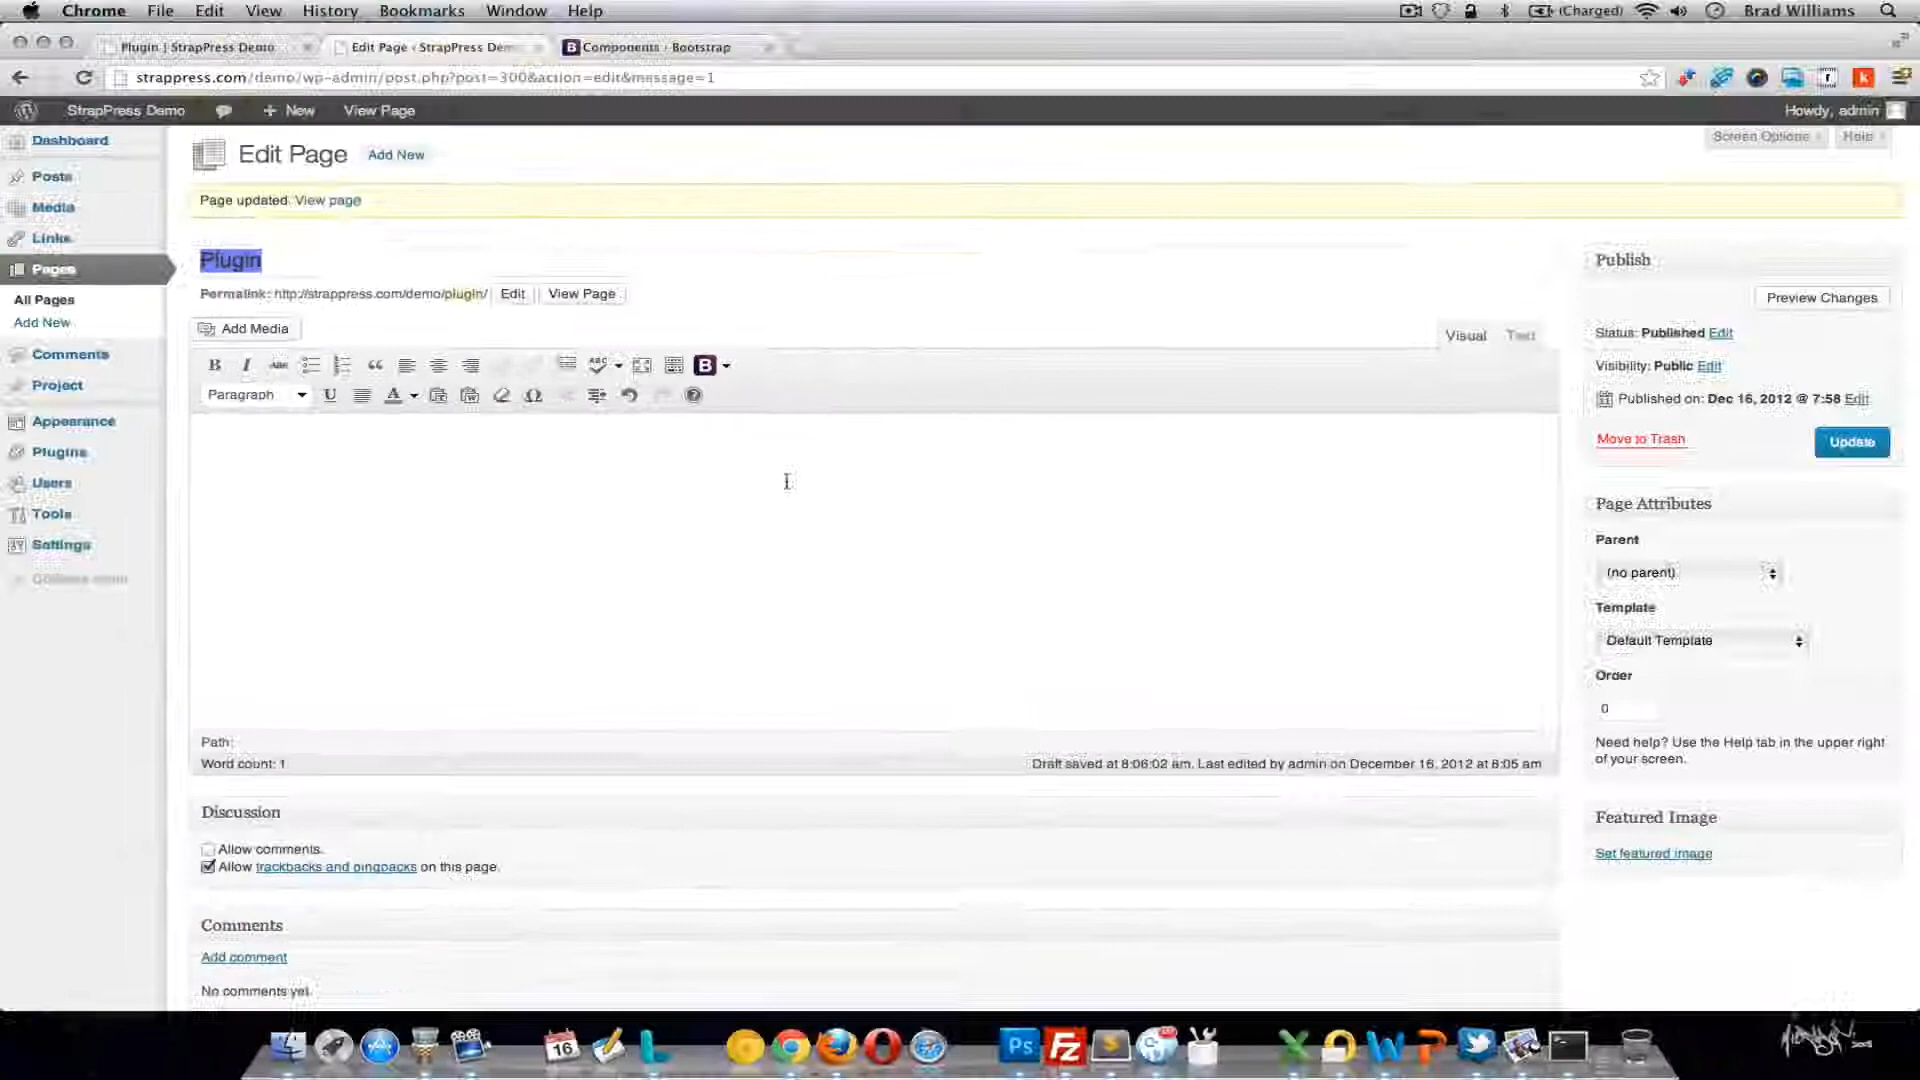 Chrome File Edit View History Bookmarks Window Help (Charged) Brad Williams
Plugin | StrapPress Demo Edit Page ‹ StrapPress Dem B Components · Bootstrap
strappress.com/demo/wp-admin/post.php?post=300&action=edit&message=1
StrapPress Demo + New View Page Howdy, admin
Dashboard
Posts
Media
Links
Pages
All Pages
Add New
Comments
Project
Appearance
Plugins
Users
Tools
Settings
Collapse menu
Screen Options Help
Edit Page Add New
Page updated. View page
Plugin
Permalink: http://strappress.com/demo/plugin/ Edit View Page
Add Media
Visual Text
B I ABC “ ABC B
Paragraph U A Ω ?
Path:
Word count: 1 Draft saved at 8:06:02 am. Last edited by admin on December 16, 2012 at 8:05 am
Discussion
Allow comments.
Allow trackbacks and pingbacks on this page.
Comments
Add comment
No comments yet.
Publish
Preview Changes
Status: Published Edit
Visibility: Public Edit
Published on: Dec 16, 2012 @ 7:58 Edit
Move to Trash Update
Page Attributes
Parent
(no parent)
Template
Default Template
Order
0
Need help? Use the Help tab in the upper right
of your screen.
Featured Image
Set featured image
16 L Ps Fz S X W P